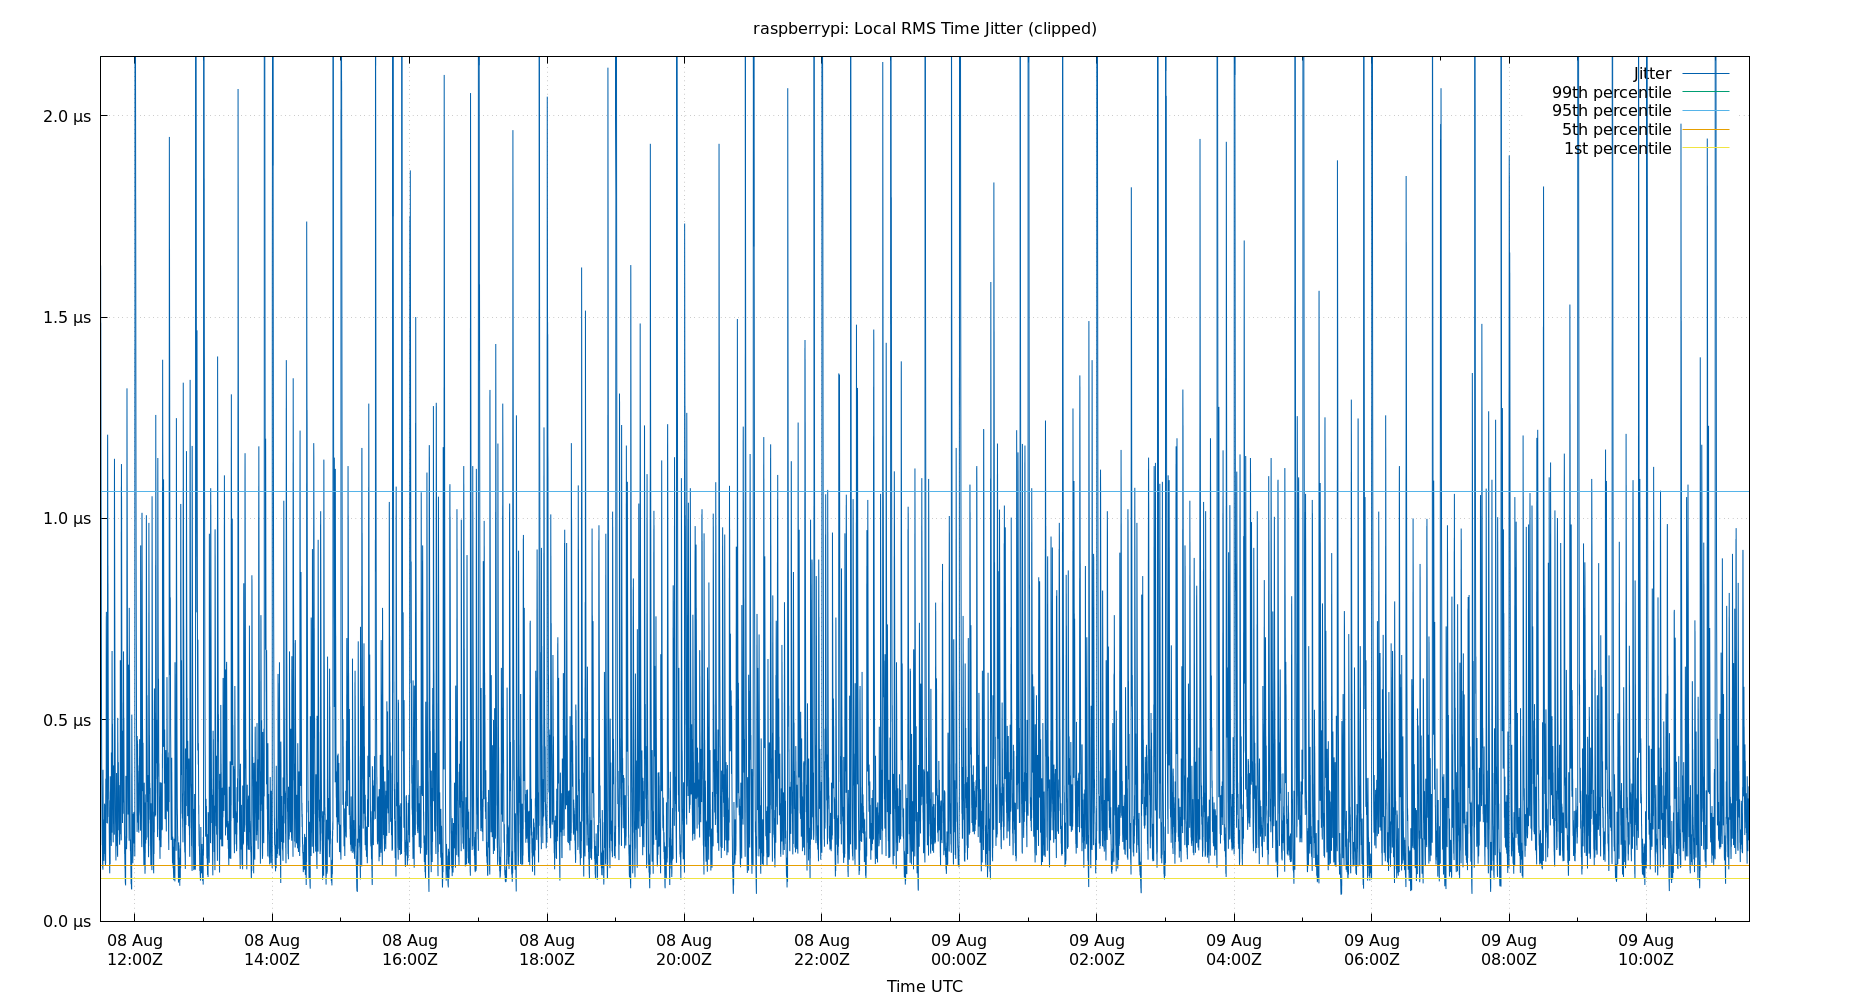 raspberrypi: Local RMS Time Jitter (clipped)
Jitter
99th percentile
95th percentile
5th percentile
1st percentile
2.0 µs
1.5 µs
1.0 µs
0.5 µs
0.0 µs
08 Aug 08 Aug 08 Aug 08 Aug 08 Aug 08 Aug 09 Aug 09 Aug 09 Aug 09 Aug 09 Aug 09 Aug
12:00Z 14:00Z 16:00Z 18:00Z 20:00Z 22:00Z 00:00Z 02:00Z 04:00Z 06:00Z 08:00Z 10:00Z
Time UTC